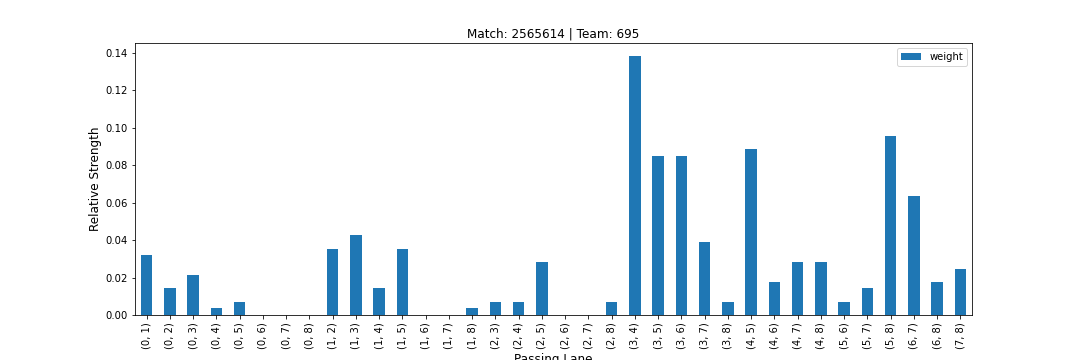 Match: 2565614 | Team: 695
weight
Relative Strength
0.14
0.12
0.10
0.08
0.06
0.04
0.02
0.00
(0, 1) (0, 2) (0, 3) (0, 4) (0, 5) (0, 6) (0, 7) (0, 8) (1, 2) (1, 3) (1, 4) (1, 5) (1, 6) (1, 7) (1, 8) (2, 3) (2, 4) (2, 5) (2, 6) (2, 7) (2, 8) (3, 4) (3, 5) (3, 6) (3, 7) (3, 8) (4, 5) (4, 6) (4, 7) (4, 8) (5, 6) (5, 7) (5, 8) (6, 7) (6, 8) (7, 8)
Passing Lane